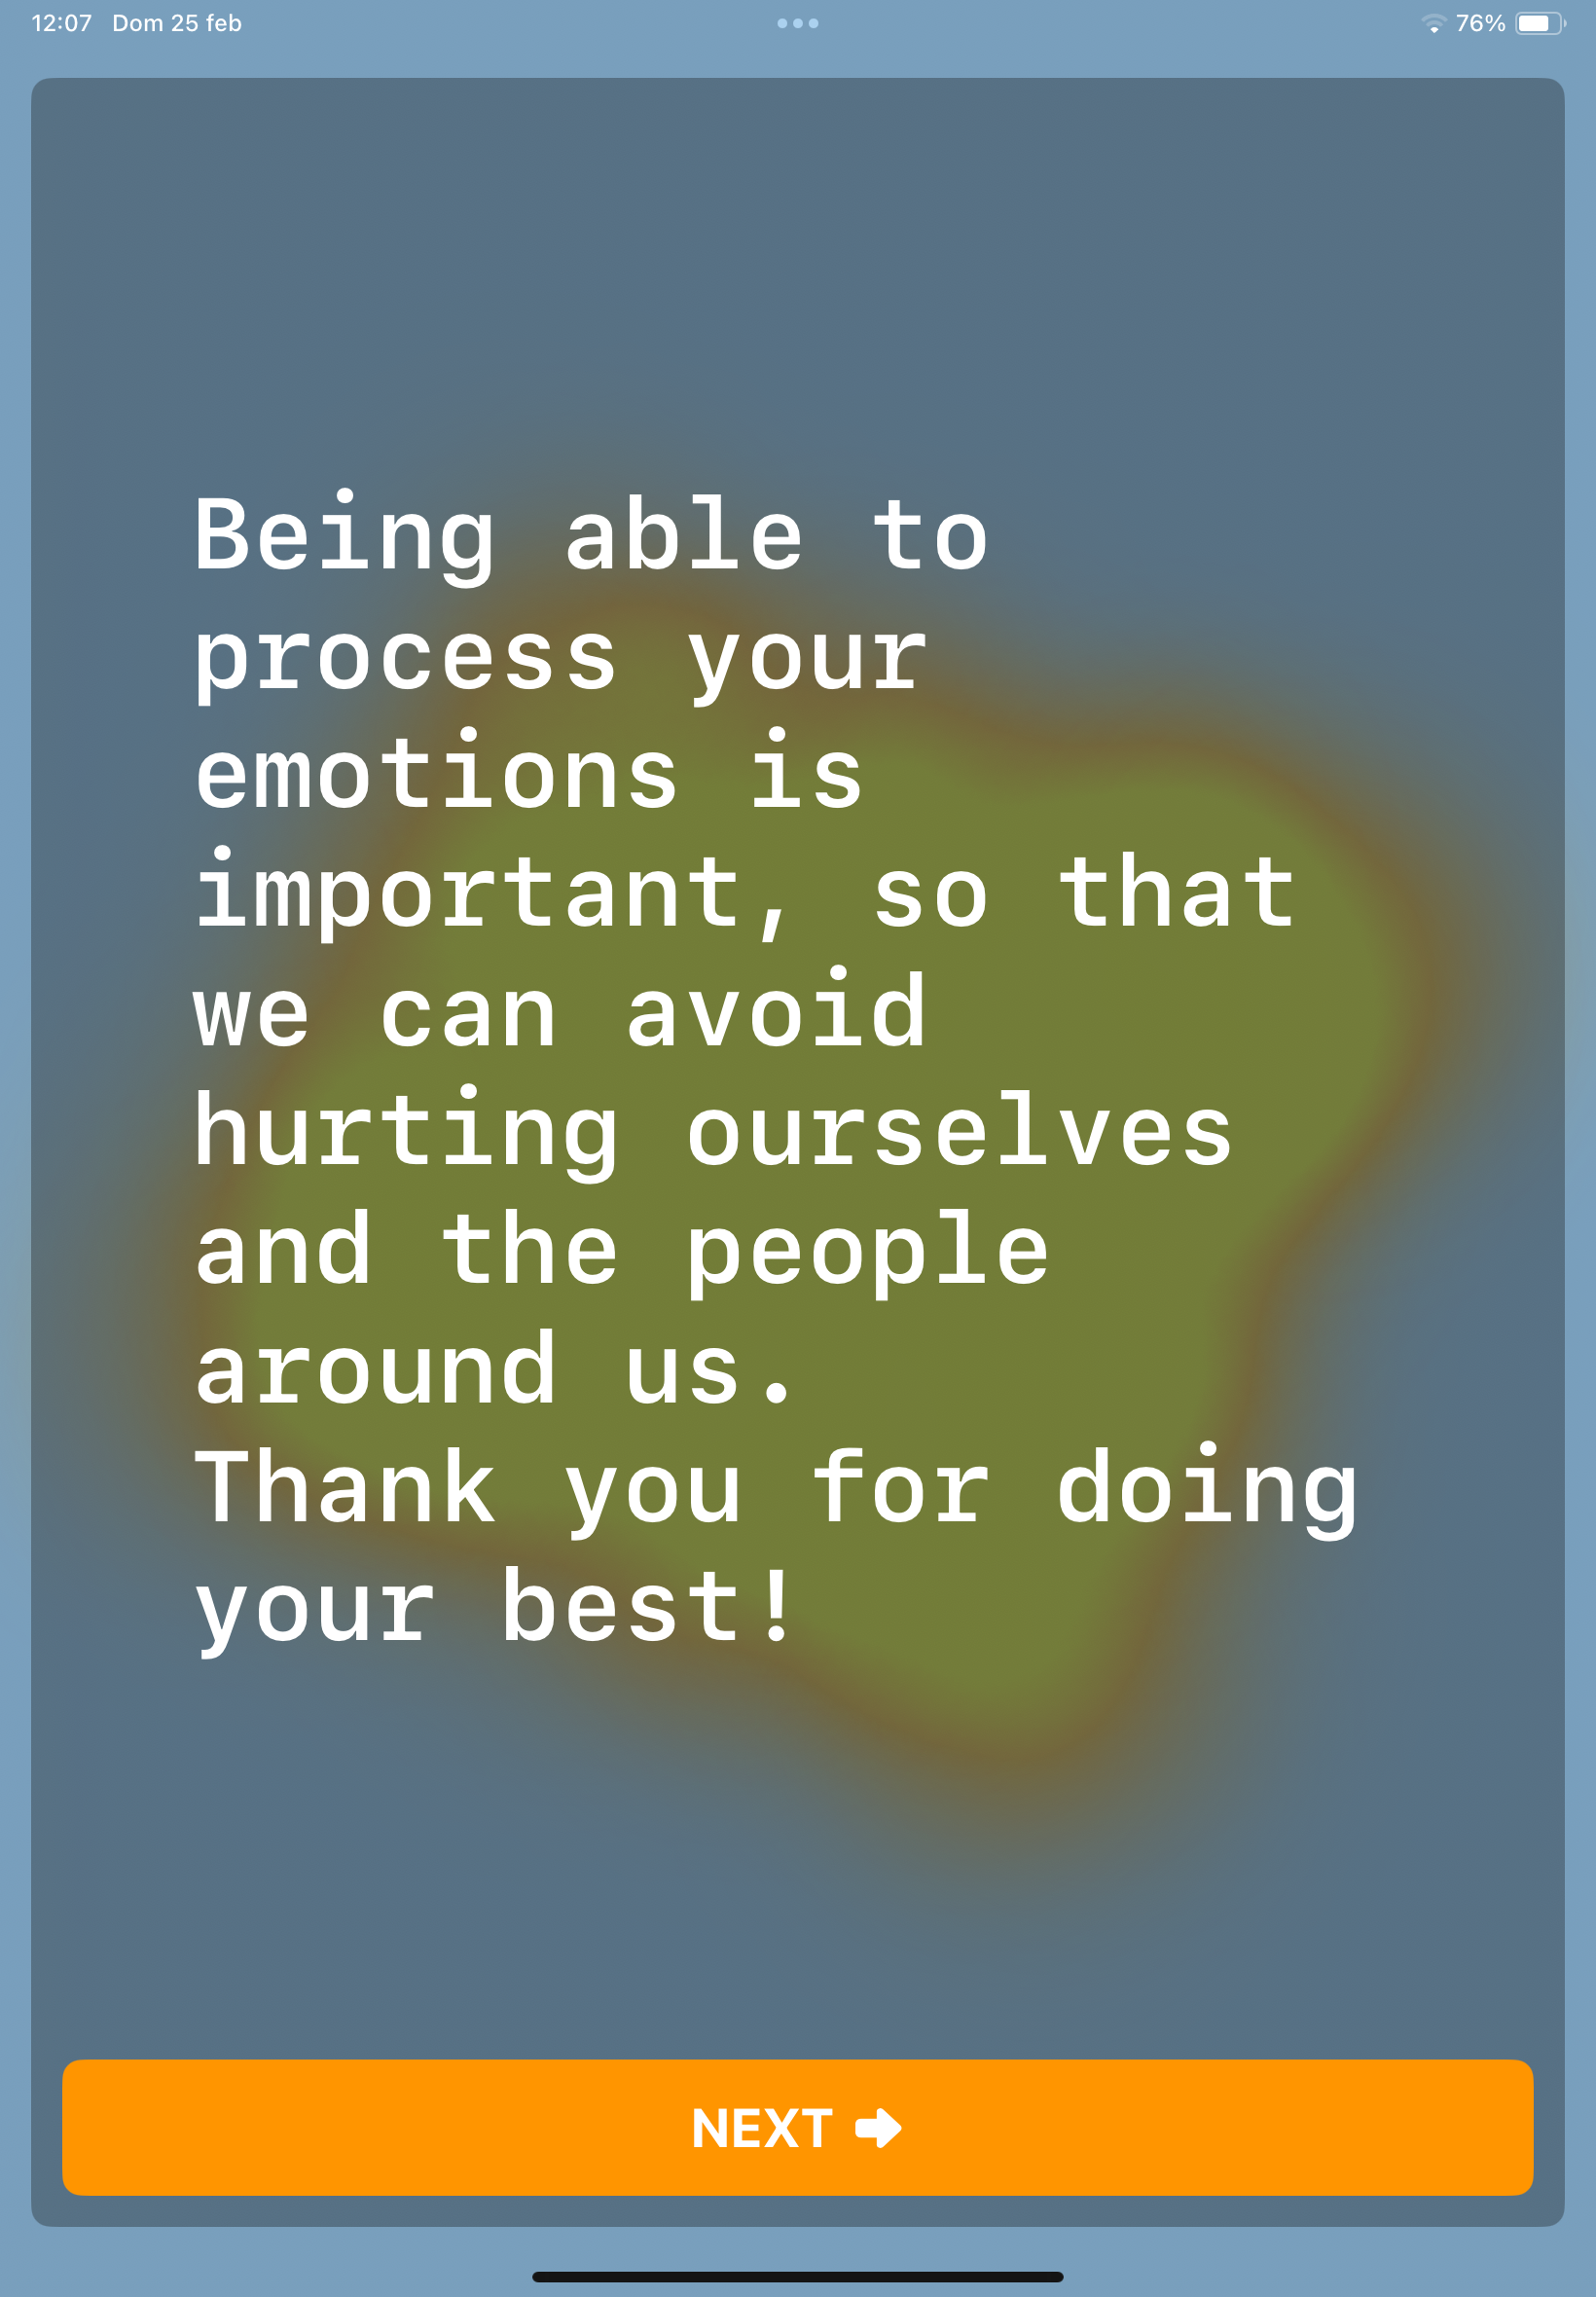 12:07 Dom 25 feb
76%
Being able to
process your
emotions is
important, so that
we can avoid
hurting ourselves
and the people
around us.
Thank you for doing
your best!
NEXT